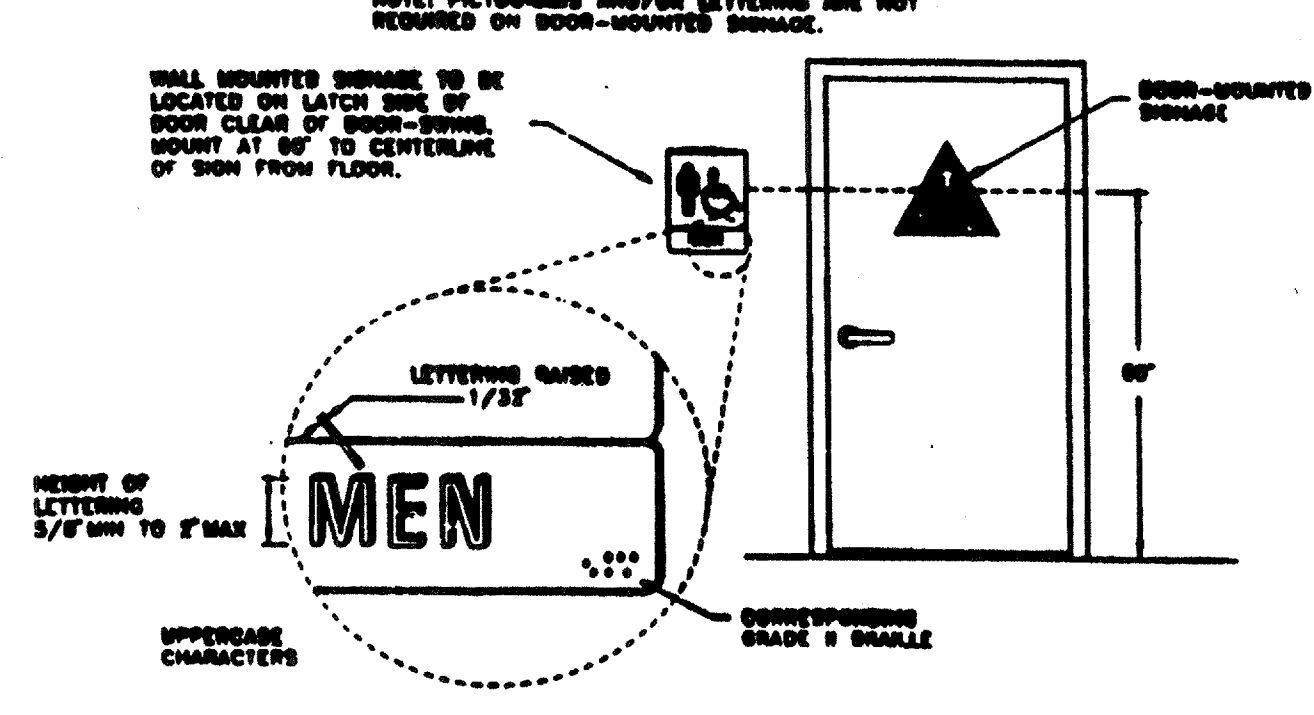 NOTE: PICTOGRAMS AND/OR LETTERING ARE NOT
REQUIRED ON DOOR-MOUNTED SIGNAGE.
WALL MOUNTED SIGNAGE TO BE
LOCATED ON LATCH SIDE OF
DOOR CLEAR OF DOOR-SWING.
MOUNT AT 60" TO CENTERLINE
OF SIGN FROM FLOOR.
DOOR-MOUNTED
SIGNAGE
60"
LETTERING RAISED
1/32"
HEIGHT OF
LETTERING
5/8" MIN TO 2" MAX
MEN
CORRESPONDING
GRADE II BRAILLE
UPPERCASE
CHARACTERS